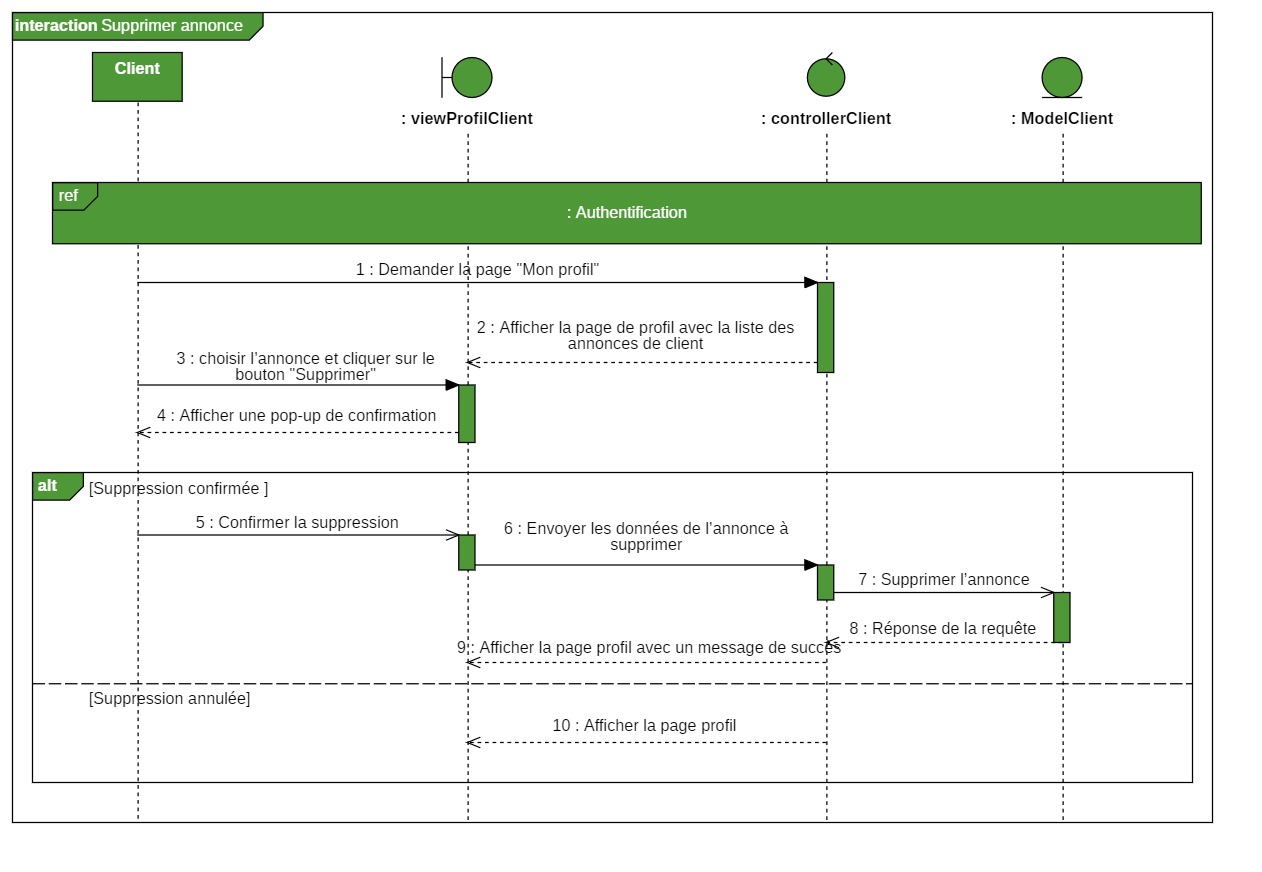 interaction Supprimer annonce
Client
: viewProfilClient
: controllerClient
: ModelClient
ref
: Authentification
1 : Demander la page "Mon profil"
2 : Afficher la page de profil avec la liste des
annonces de client
3 : choisir l'annonce et cliquer sur le
bouton "Supprimer"
4 : Afficher une pop-up de confirmation
alt
[Suppression confirmée ]
5 : Confirmer la suppression
6 : Envoyer les données de l'annonce à
supprimer
7 : Supprimer l'annonce
8 : Réponse de la requête
9 : Afficher la page profil avec un message de succès
[Suppression annulée]
10 : Afficher la page profil